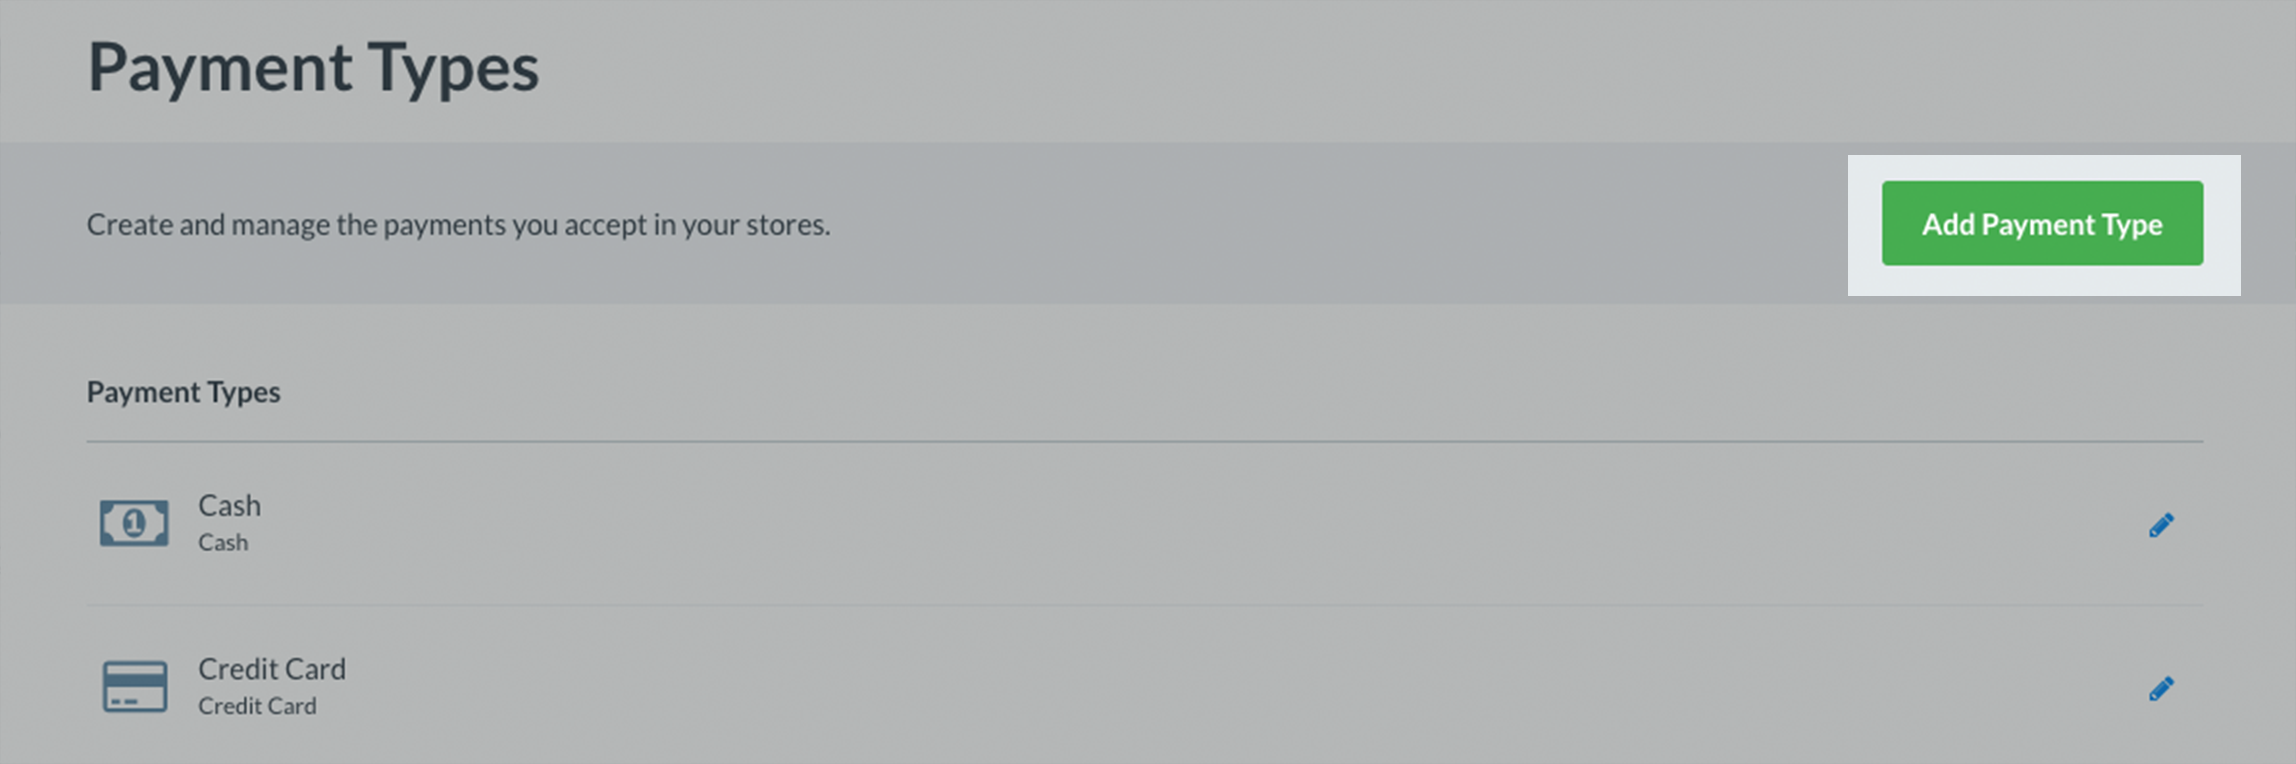 Payment Types
Create and manage the payments you accept in your stores.
Add Payment Type
Payment Types
1
Cash
Cash
Credit Card
Credit Card